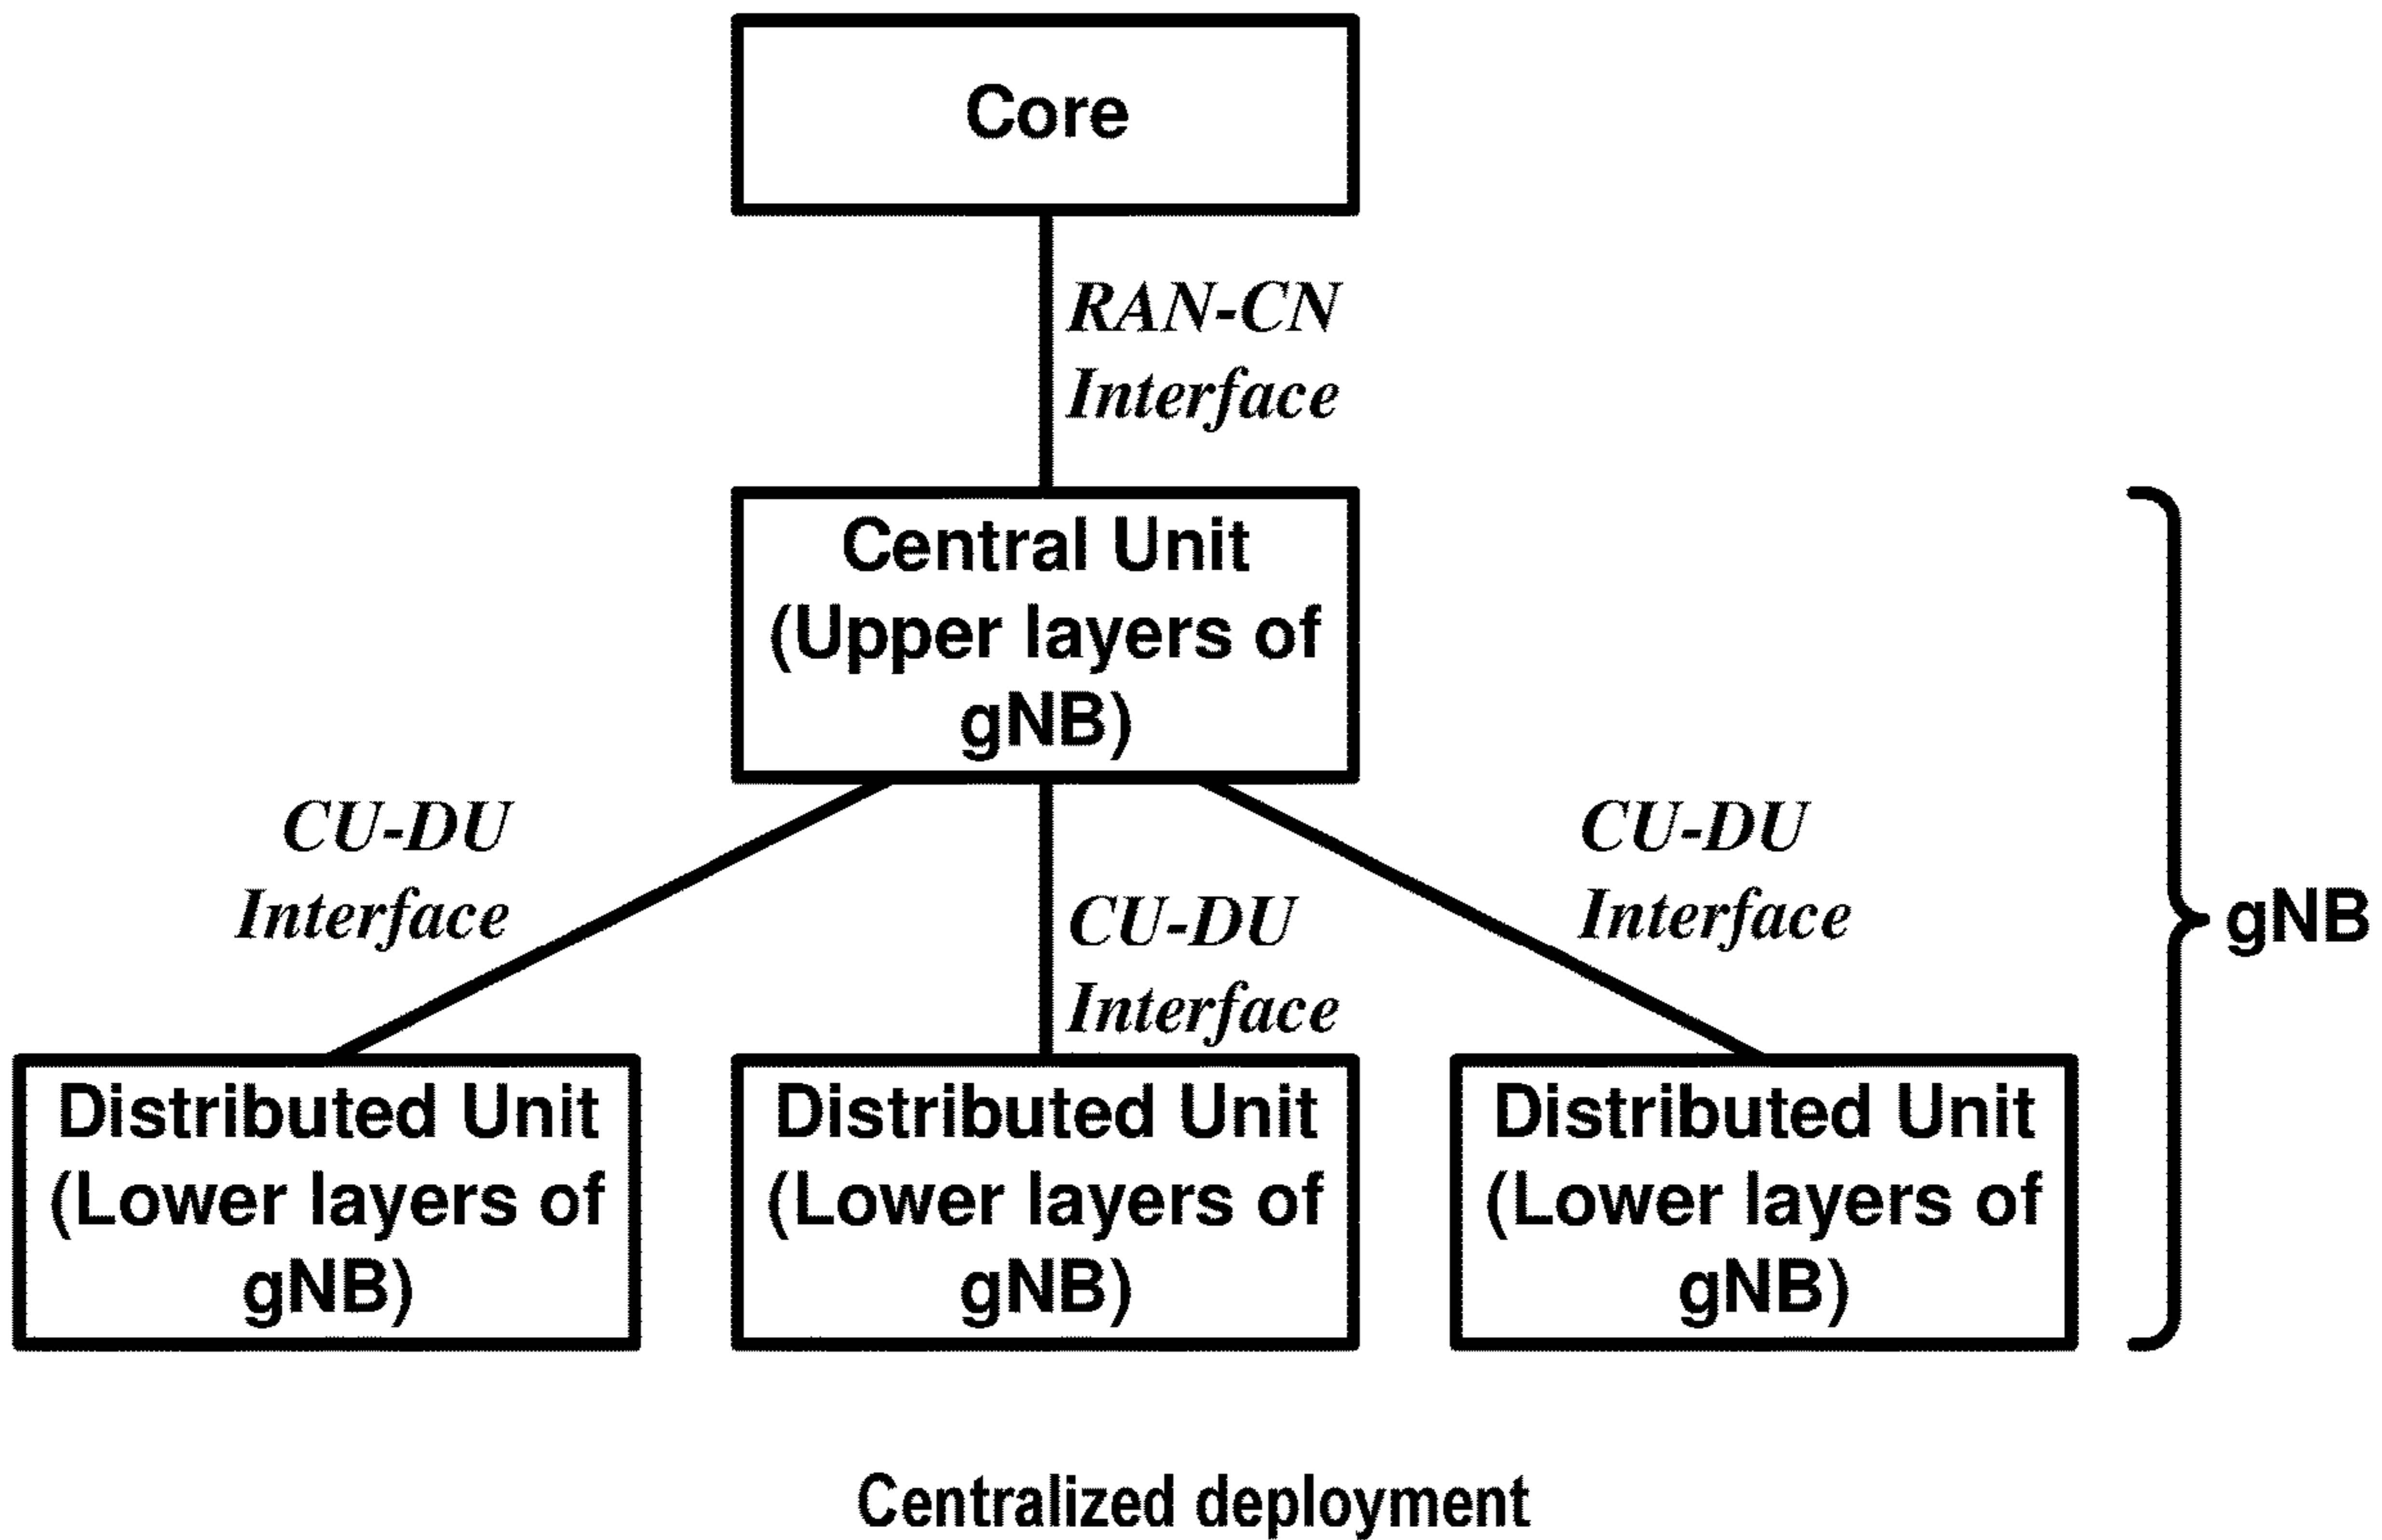 Core
RAN-CN
Interface
Central Unit
(Upper layers of
gNB)
CU-DU
Interface
CU-DU
Interface
CU-DU
Interface
gNB
Distributed Unit
(Lower layers of
gNB)
Distributed Unit
(Lower layers of
gNB)
Distributed Unit
(Lower layers of
gNB)
Centralized deployment